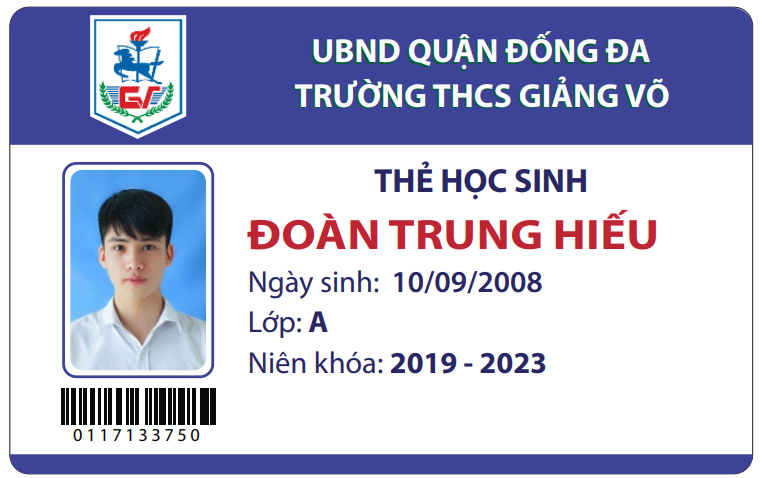 UBND QUẬN ĐỐNG ĐA
TRƯỜNG THCS GIẢNG VÕ
GV
THẺ HỌC SINH
ĐOÀN TRUNG HIẾU
Ngày sinh: 10/09/2008
Lớp: A
Niên khóa: 2019 - 2023
0117133750